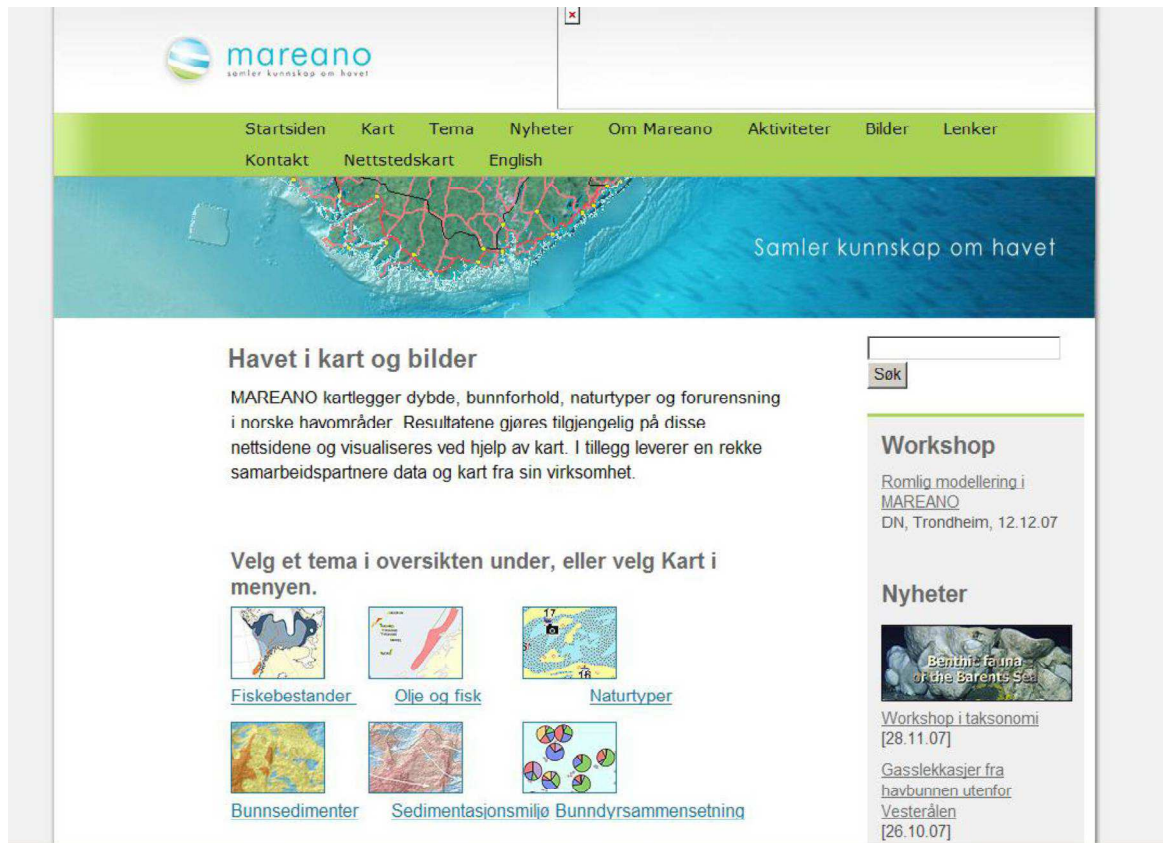 mareano
samler kunnskap om havet
Startsiden Kart Tema Nyheter Om Mareano Aktiviteter Bilder Lenker
Kontakt Nettstedskart English
Samler kunnskap om havet
Havet i kart og bilder
MAREANO kartlegger dybde, bunnforhold, naturtyper og forurensning
i norske havområder. Resultatene gjøres tilgjengelig på disse
nettsidene og visualiseres ved hjelp av kart. I tillegg leverer en rekke
samarbeidspartnere data og kart fra sin virksomhet.
Velg et tema i oversikten under, eller velg Kart i
menyen.
17
16
Fiskebestander Olje og fisk Naturtyper
Bunnsedimenter Sedimentasjonsmiljø Bunndyrsammensetning
Søk
Workshop
Romlig modellering i
MAREANO
DN, Trondheim, 12.12.07
Nyheter
Benthic fauna
of the Barents Sea
Workshop i taksonomi
[28.11.07]
Gasslekkasjer fra
havbunnen utenfor
Vesterålen
[26.10.07]